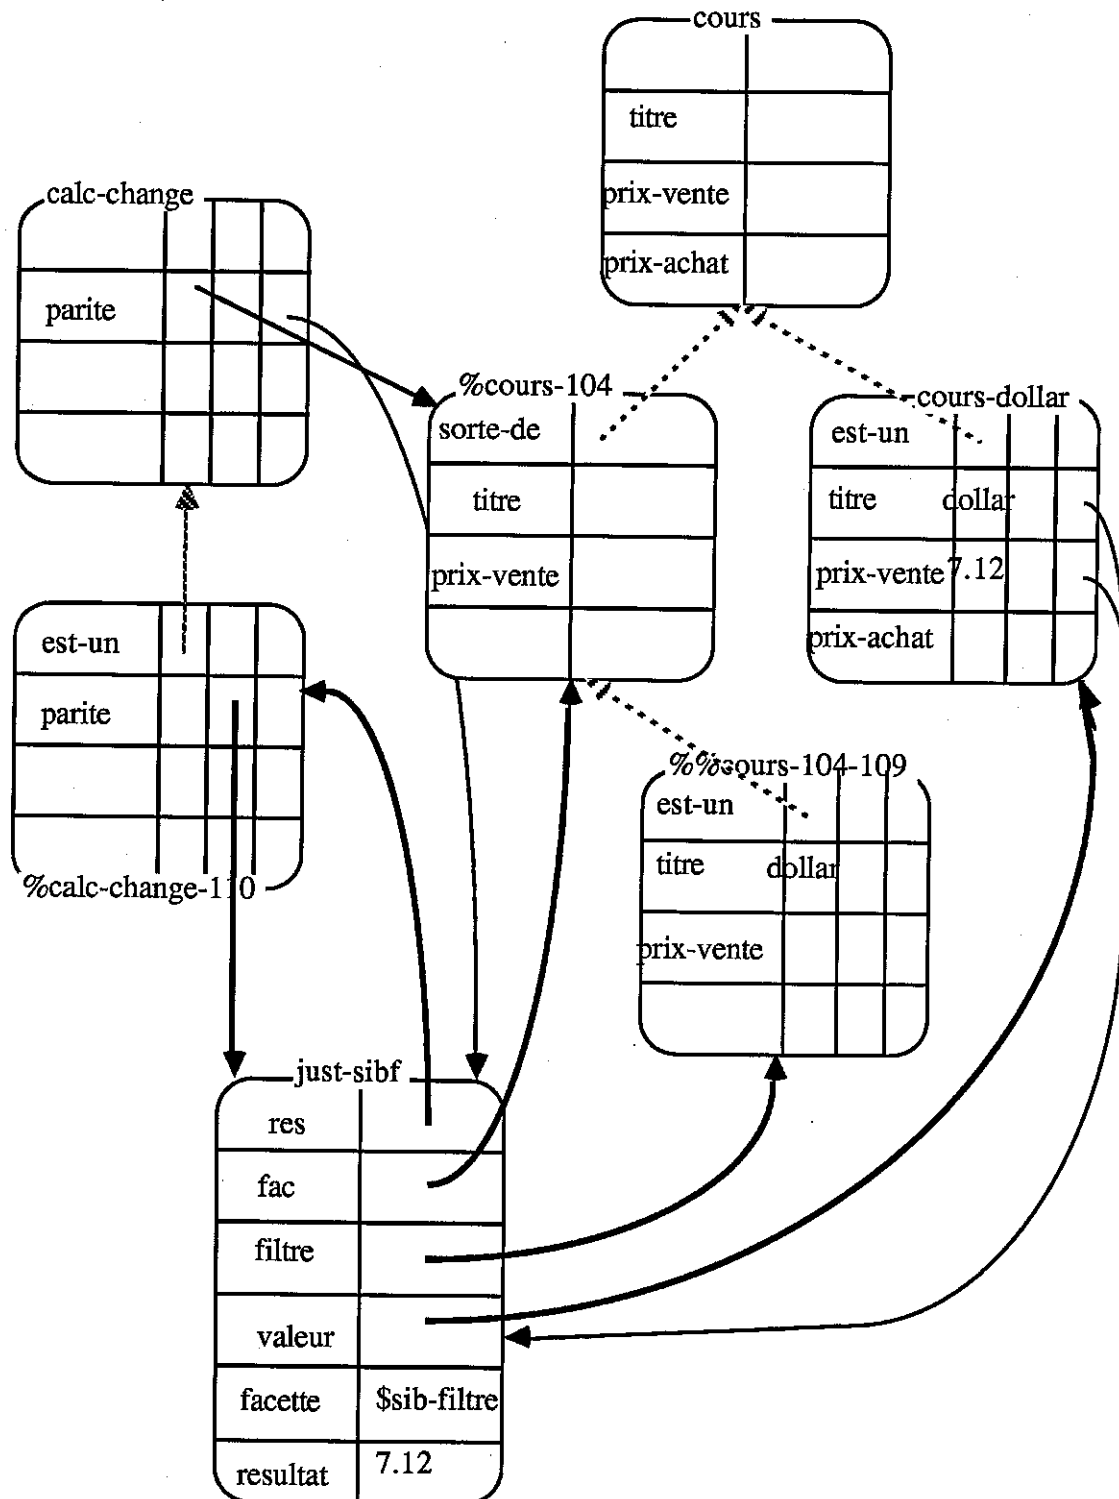 cours
titre
prix-vente
prix-achat
calc-change
parite
%cours-104
sorte-de
titre
prix-vente
cours-dollar
est-un
titre dollar
prix-vente 7.12
prix-achat
est-un
parite
%calc-change-110
%%cours-104-109
est-un
titre dollar
prix-vente
just-sibf
res
fac
filtre
valeur
facette $sib-filtre
resultat 7.12